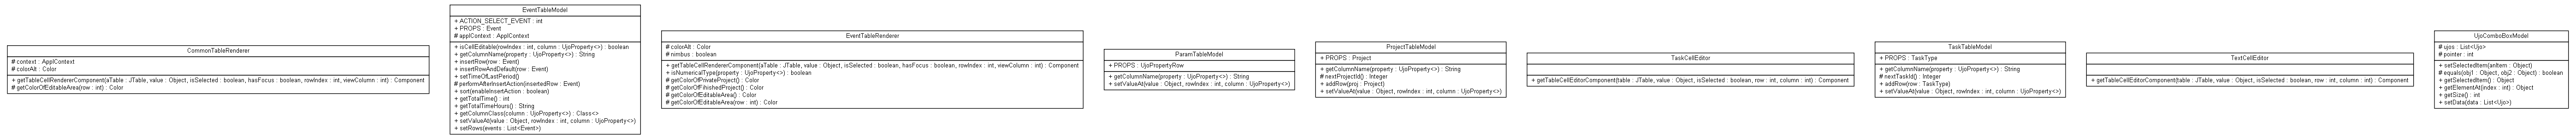 CommonTableRenderer
# context : ApplContext
# colorAlt : Color
+ getTableCellRendererComponent(aTable : JTable, value : Object, isSelected : boolean, hasFocus : boolean, rowIndex : int, viewColumn : int) : Component
# getColorOfEditableArea(row : int) : Color
EventTableModel
+ ACTION_SELECT_EVENT : int
+ PROPS : Event
# applContext : ApplContext
+ isCellEditable(rowIndex : int, column : UjoProperty<>) : boolean
+ getColumnName(property : UjoProperty<>) : String
+ insertRow(row : Event)
+ insertRowAndDefault(row : Event)
+ setTimeOfLastPeriod()
# performAfterInsertAction(insertedRow : Event)
+ sort(enableInsertAction : boolean)
+ getTotalTime() : int
+ getTotalTimeHours() : String
+ getColumnClass(column : UjoProperty<>) : Class<>
+ setValueAt(value : Object, rowIndex : int, column : UjoProperty<>)
+ setRows(events : List<Event>)
EventTableRenderer
# colorAlt : Color
# nimbus : boolean
+ getTableCellRendererComponent(aTable : JTable, value : Object, isSelected : boolean, hasFocus : boolean, rowIndex : int, viewColumn : int) : Component
+ isNumericalType(property : UjoProperty<>) : boolean
# getColorOfPrivateProject() : Color
# getColorOfFinishedProject() : Color
# getColorOfEditableArea() : Color
# getColorOfEditableArea(row : int) : Color
ParamTableModel
+ PROPS : UjoPropertyRow
+ getColumnName(property : UjoProperty<>) : String
+ setValueAt(value : Object, rowIndex : int, column : UjoProperty<>)
ProjectTableModel
+ PROPS : Project
+ getColumnName(property : UjoProperty<>) : String
# nextProjectId() : Integer
+ addRow(proj : Project)
+ setValueAt(value : Object, rowIndex : int, column : UjoProperty<>)
TaskCellEditor
+ getTableCellEditorComponent(table : JTable, value : Object, isSelected : boolean, row : int, column : int) : Component
TaskTableModel
+ PROPS : TaskType
+ getColumnName(property : UjoProperty<>) : String
# nextTaskId() : Integer
+ addRow(row : TaskType)
+ setValueAt(value : Object, rowIndex : int, column : UjoProperty<>)
TextCellEditor
+ getTableCellEditorComponent(table : JTable, value : Object, isSelected : boolean, row : int, column : int) : Component
UjoComboBoxModel
# ujos : List<Ujo>
# pointer : int
+ setSelectedItem(anItem : Object)
# equals(obj1 : Object, obj2 : Object) : boolean
+ getSelectedItem() : Object
+ getElementAt(index : int) : Object
+ getSize() : int
+ setData(data : List<Ujo>)